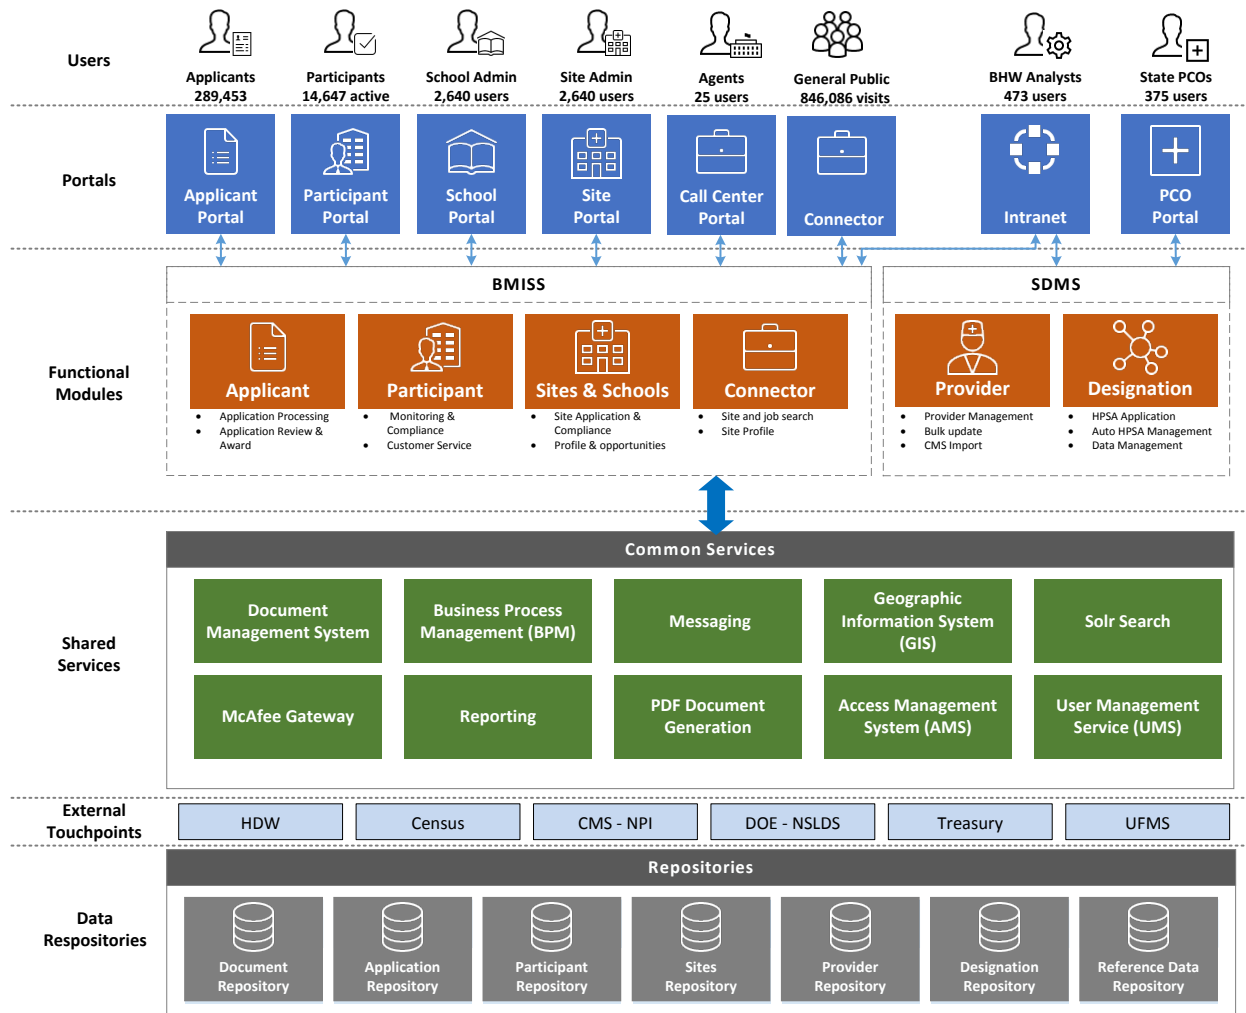 Users
Applicants
289,453
Participants
14,647 active
School Admin
2,640 users
Site Admin
2,640 users
Agents
25 users
General Public
846,086 visits
BHW Analysts
473 users
State PCOs
375 users
Portals
Applicant
Portal
Participant
Portal
School
Portal
Site
Portal
Call Center
Portal
Connector
Intranet
PCO
Portal
Functional
Modules
BMISS
Applicant
• Application Processing
• Application Review &
Award
Participant
• Monitoring &
Compliance
• Customer Service
Sites & Schools
• Site Application &
Compliance
• Profile & opportunities
Connector
• Site and job search
• Site Profile
SDMS
Provider
• Provider Management
• Bulk update
• CMS Import
Designation
• HPSA Application
• Auto HPSA Management
• Data Management
Shared
Services
Common Services
Document
Management System
Business Process
Management (BPM)
Messaging
Geographic
Information System
(GIS)
Solr Search
McAfee Gateway
Reporting
PDF Document
Generation
Access Management
System (AMS)
User Management
Service (UMS)
External
Touchpoints
HDW
Census
CMS - NPI
DOE - NSLDS
Treasury
UFMS
Data
Respositories
Repositories
Document
Repository
Application
Repository
Participant
Repository
Sites
Repository
Provider
Repository
Designation
Repository
Reference Data
Repository